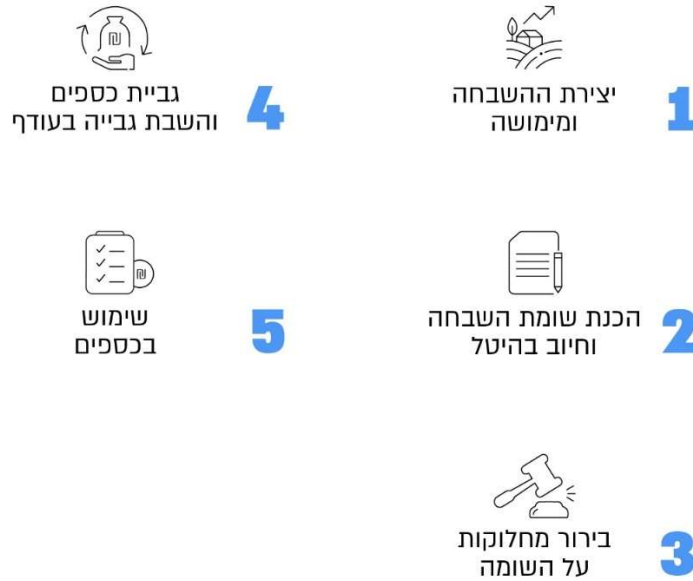 1
יצירת ההשבחה
ומימושה
2
הכנת שומת השבחה
וחיוב בהיטל
3
בירור מחלוקות
על השומה
4
גביית כספים
והשבת גבייה בעודף
₪
5
שימוש
בכספים
₪